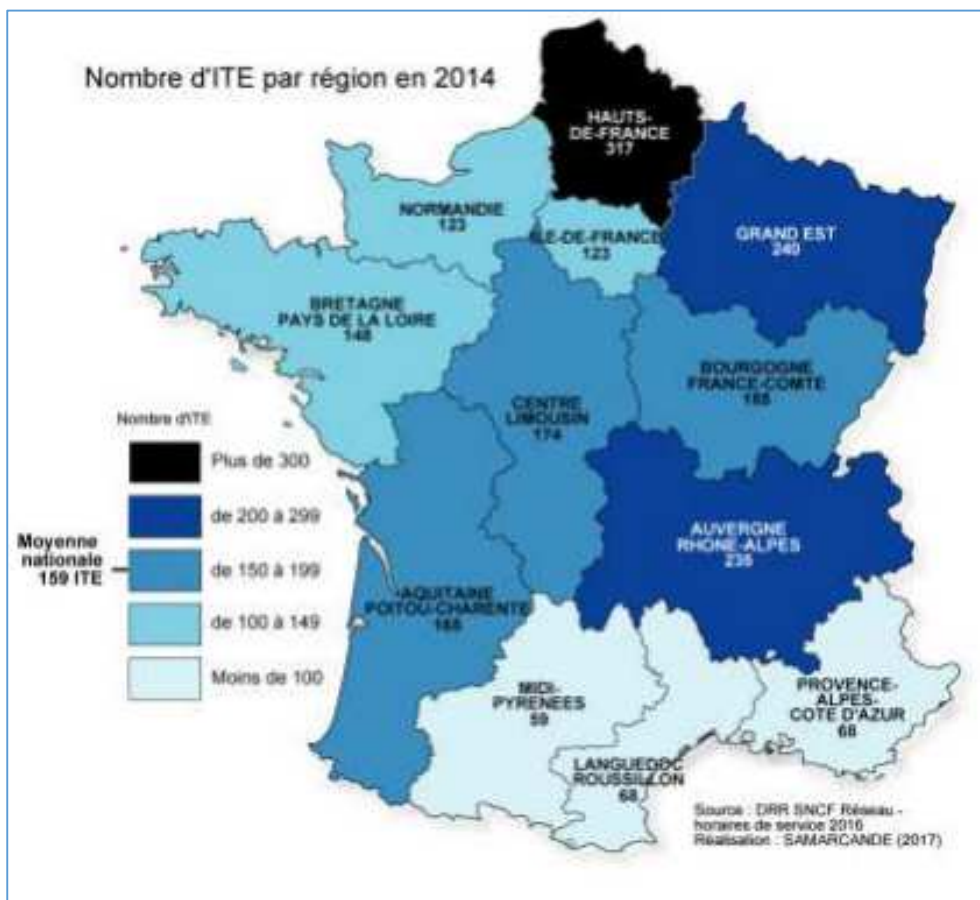 Nombre d'ITE par région en 2014
HAUTS-
DE-FRANCE
317
NORMANDIE
123
ILE-DE-FRANCE
123
GRAND EST
240
BRETAGNE
PAYS DE LA LOIRE
148
BOURGOGNE
FRANCE-COMTE
CENTRE
LIMOUSIN
174
AUVERGNE
RHONE-ALPES
235
AQUITAINE
POITOU-CHARENTE
MIDI-
PYRENEES
59
LANGUEDOC
ROUSSILLON
68
PROVENCE-
ALPES-
COTE D'AZUR
68
Nombre d'ITE
Plus de 300
de 200 à 299
de 150 à 199
de 100 à 149
Moins de 100
Moyenne
nationale
159 ITE
Source : DRR SNCF Réseau -
horaires de service 2016
Réalisation : SAMARCANDE (2017)